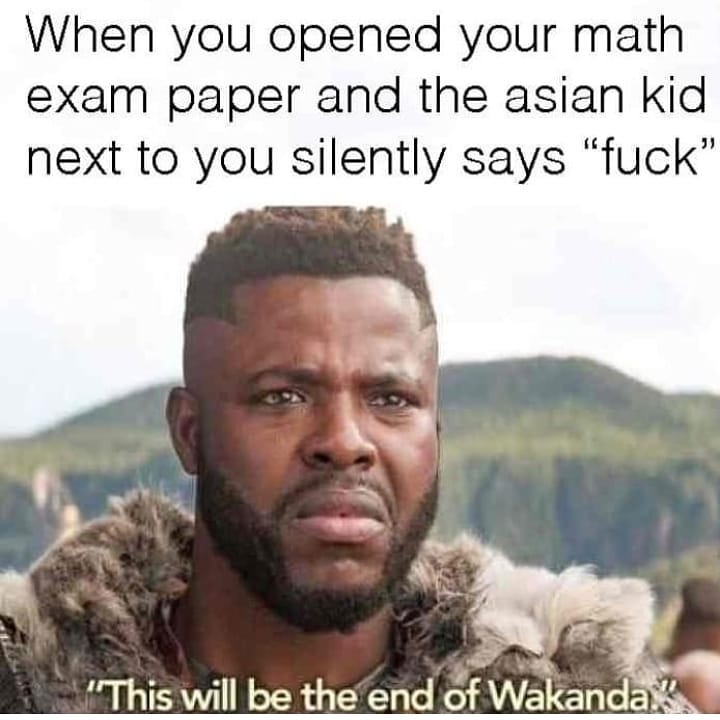 When you opened your math
exam paper and the asian kid
next to you silently says “fuck”
"This will be the end of Wakanda."